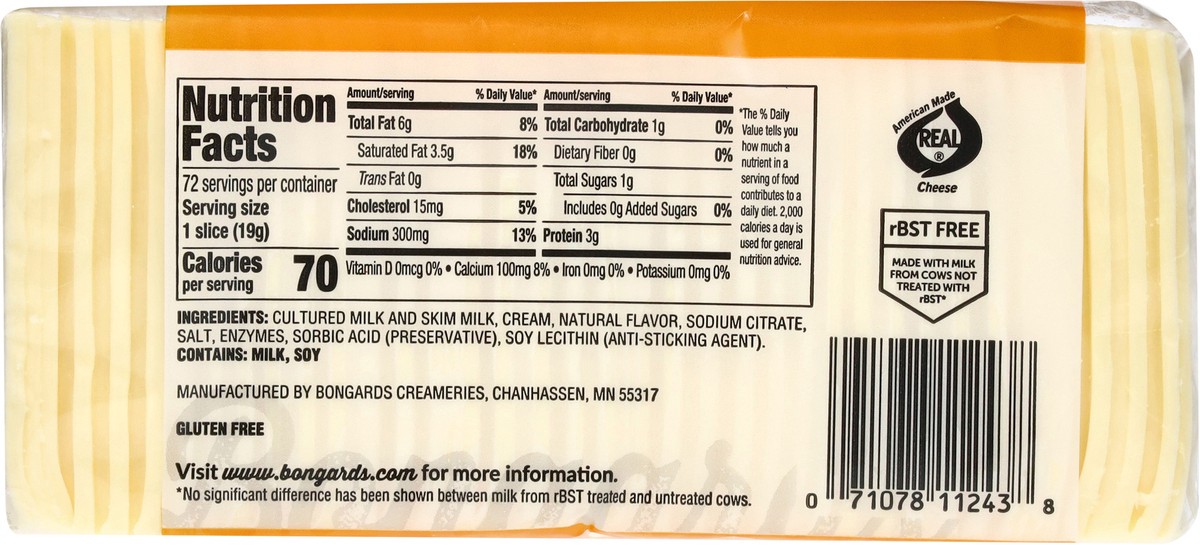 Nutrition
Facts
72 servings per container
Serving size
1 slice (19g)
Calories
per serving 70
Amount/serving % Daily Value*
Total Fat 6g 8%
Saturated Fat 3.5g 18%
Trans Fat 0g
Cholesterol 15mg 5%
Sodium 300mg 13%
Amount/serving % Daily Value*
Total Carbohydrate 1g 0%
Dietary Fiber 0g 0%
Total Sugars 1g
Includes 0g Added Sugars 0%
Protein 3g
Vitamin D 0mcg 0% • Calcium 100mg 8% • Iron 0mg 0% • Potassium 0mg 0%
*The % Daily
Value tells you
how much a
nutrient in a
serving of food
contributes to a
daily diet. 2,000
calories a day is
used for general
nutrition advice.
INGREDIENTS: CULTURED MILK AND SKIM MILK, CREAM, NATURAL FLAVOR, SODIUM CITRATE,
SALT, ENZYMES, SORBIC ACID (PRESERVATIVE), SOY LECITHIN (ANTI-STICKING AGENT).
CONTAINS: MILK, SOY
MANUFACTURED BY BONGARDS CREAMERIES, CHANHASSEN, MN 55317
GLUTEN FREE
Visit www.bongards.com for more information.
*No significant difference has been shown between milk from rBST treated and untreated cows.
American Made
REAL
®
Cheese
rBST FREE
MADE WITH MILK
FROM COWS NOT
TREATED WITH
rBST*
0 71078 11243 8
Bongards